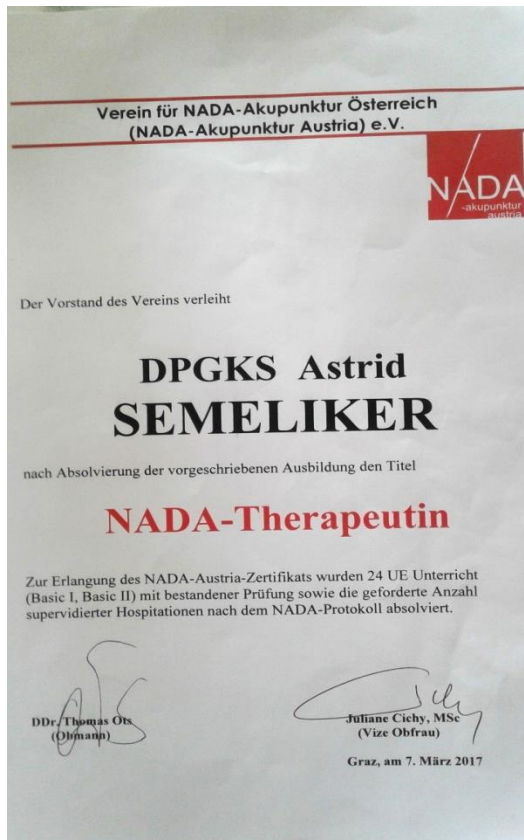 Verein für NADA-Akupunktur Österreich
(NADA-Akupunktur Austria) e.V.
NADA
-akupunktur
austria
Der Vorstand des Vereins verleiht
DPGKS Astrid
SEMELIKER
nach Absolvierung der vorgeschriebenen Ausbildung den Titel
NADA-Therapeutin
Zur Erlangung des NADA-Austria-Zertifikats wurden 24 UE Unterricht
(Basic I, Basic II) mit bestandener Prüfung sowie die geforderte Anzahl
supervidierter Hospitationen nach dem NADA-Protokoll absolviert.
DDr. Thomas Ots
(Obmann)
Juliane Cichy, MSc
(Vize Obfrau)
Graz, am 7. März 2017